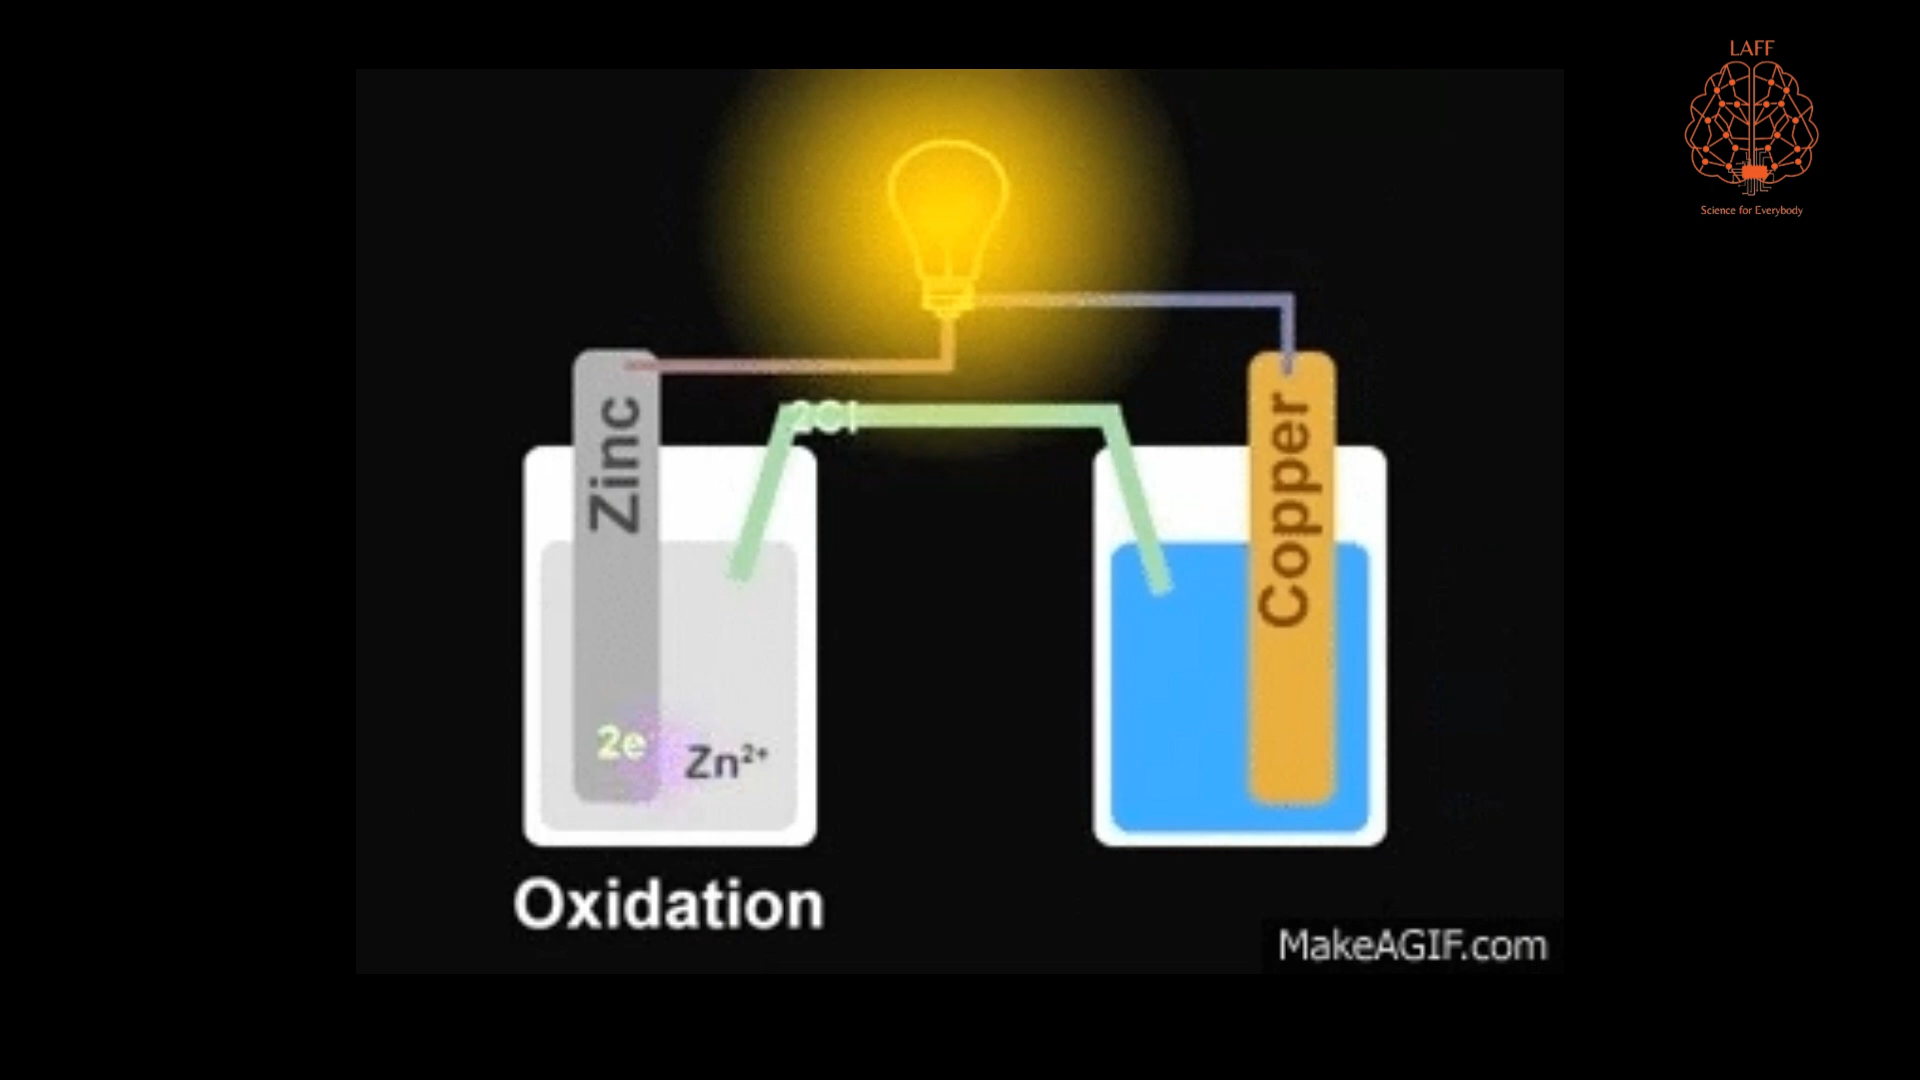 LAFF
Science for Everybody
Zinc
2Cl
Copper
2e
Zn²⁺
Oxidation
MakeAGIF.com